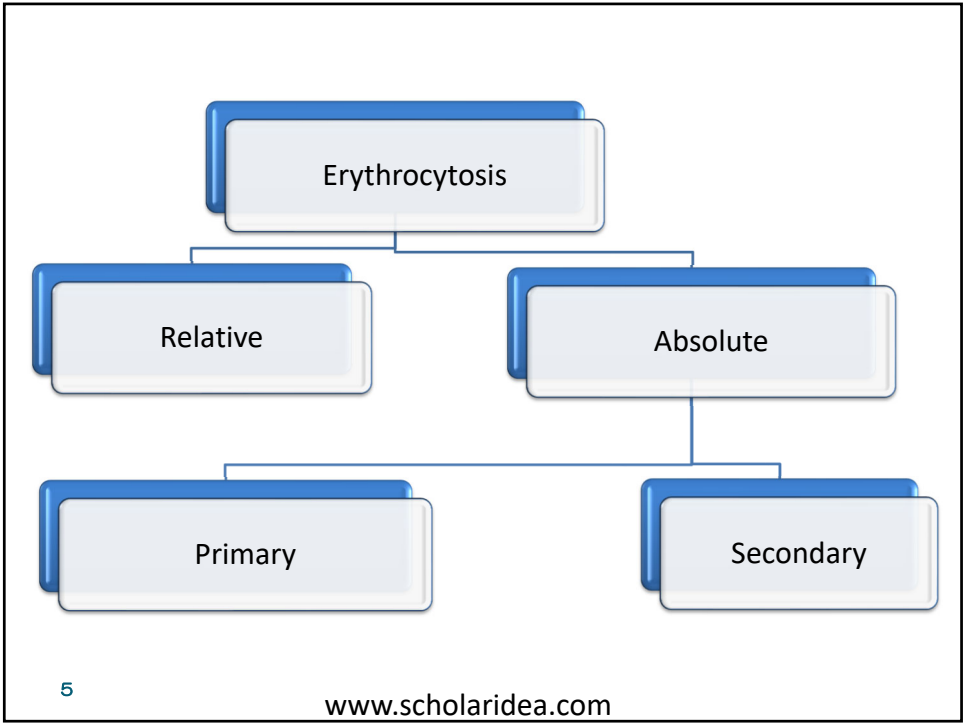 Erythrocytosis
Relative
Absolute
Primary
Secondary
5
www.scholaridea.com